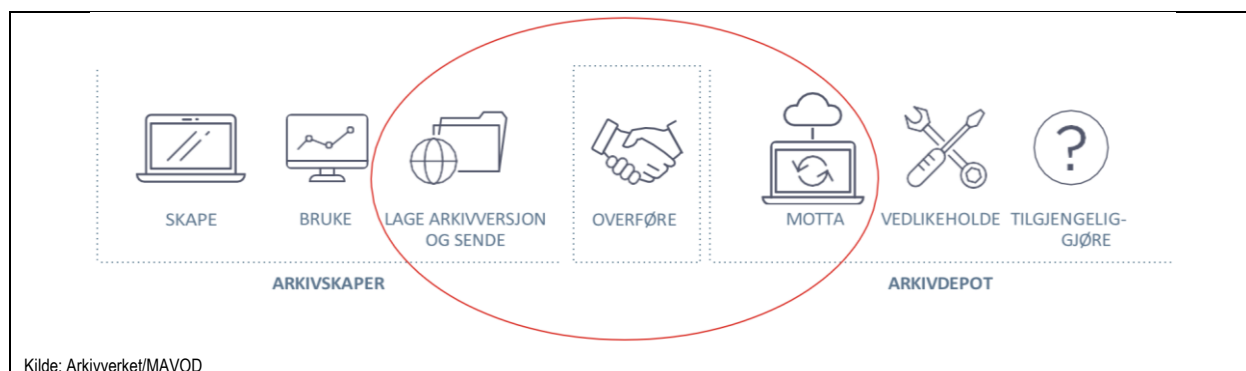 SKAPE
BRUKE
LAGE ARKIVVERSJON
OG SENDE
OVERFØRE
MOTTA
VEDLIKEHOLDE
TILGJENGELIG-
GJØRE
?
ARKIVSKAPER
ARKIVDEPOT
Kilde: Arkivverket/MAVOD